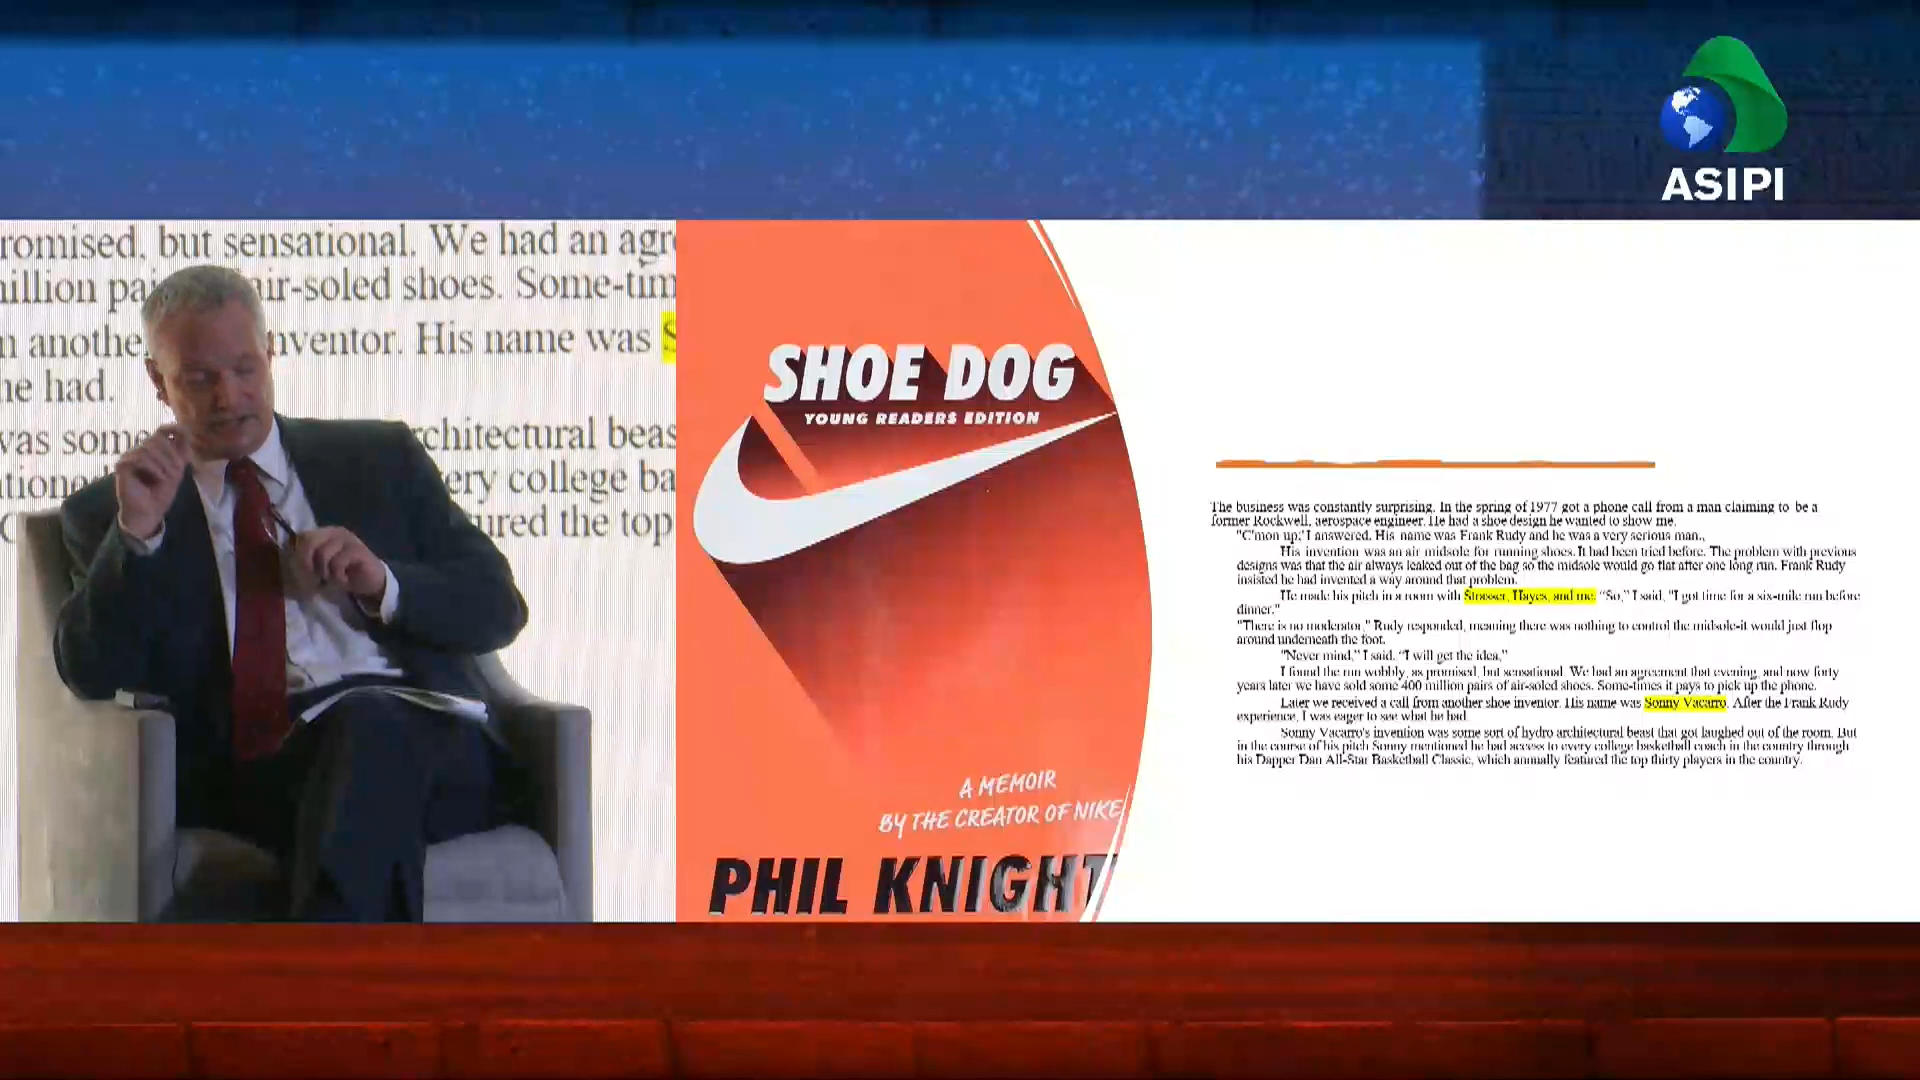 ASIPI
romised, but sensational. We had an agr
illion pai ir-soled shoes. Some-tim
n anothe nventor. His name was S
he had.
was some rchitectural beas
tione ery college ba
ured the top
SHOE DOG
YOUNG READERS EDITION
A MEMOIR
BY THE CREATOR OF NIKE
PHIL KNIGHT
The business was constantly surprising. In the spring of 1977 got a phone call from a man claiming to be a
former Rockwell, aerospace engineer. He had a shoe design he wanted to show me.
"C'mon up;' I answered. His name was Frank Rudy and he was a very serious man.,
His invention was an air midsole for running shoes. It had been tried before. The problem with previous
designs was that the air always leaked out of the bag so the midsole would go flat after one long run. Frank Rudy
insisted he had invented a way around that problem.
He made his pitch in a room with Strasser, Hayes, and me. “So,” I said, "I got time for a six-mile run before
dinner."
"There is no moderator," Rudy responded, meaning there was nothing to control the midsole-it would just flop
around underneath the foot.
"Never mind,” I said. “I will get the idea,”
I found the run wobbly, as promised, but sensational. We had an agreement that evening, and now forty
years later we have sold some 400 million pairs of air-soled shoes. Some-times it pays to pick up the phone.
Later we received a call from another shoe inventor. His name was Sonny Vacarro. After the Frank Rudy
experience, I was eager to see what he had.
Sonny Vacarro's invention was some sort of hydro architectural beast that got laughed out of the room. But
in the course of his pitch Sonny mentioned he had access to every college basketball coach in the country through
his Dapper Dan All-Star Basketball Classic, which annually featured the top thirty players in the country.